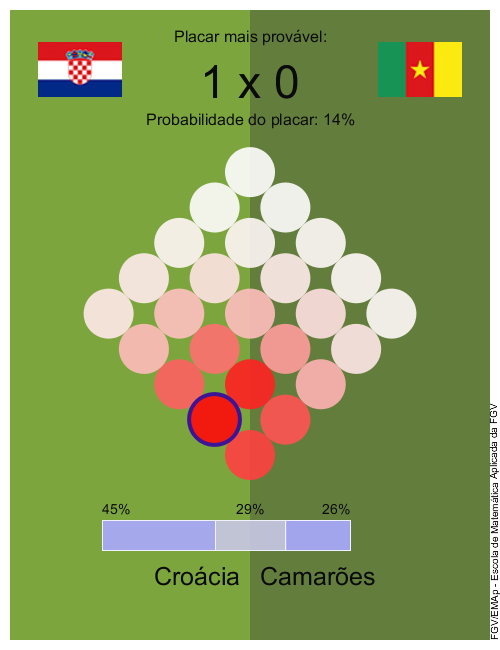 Placar mais provável:
1 x 0
Probabilidade do placar: 14%
45% 29% 26%
Croácia Camarões
FGV/EMAp - Escola de Matemática Aplicada da FGV